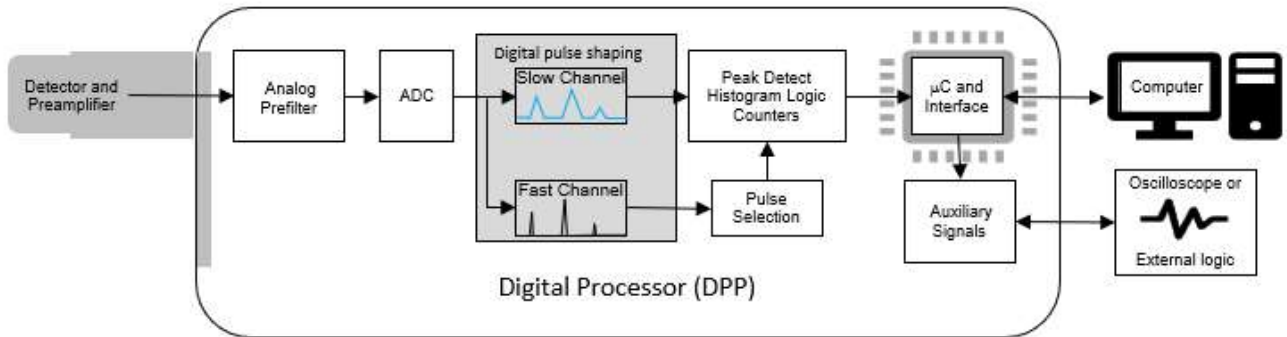 Detector and
Preamplifier
Analog
Prefilter
ADC
Digital pulse shaping
Slow Channel
Fast Channel
Peak Detect
Histogram Logic
Counters
Pulse
Selection
µC and
Interface
Auxiliary
Signals
Computer
Oscilloscope or
External logic
Digital Processor (DPP)